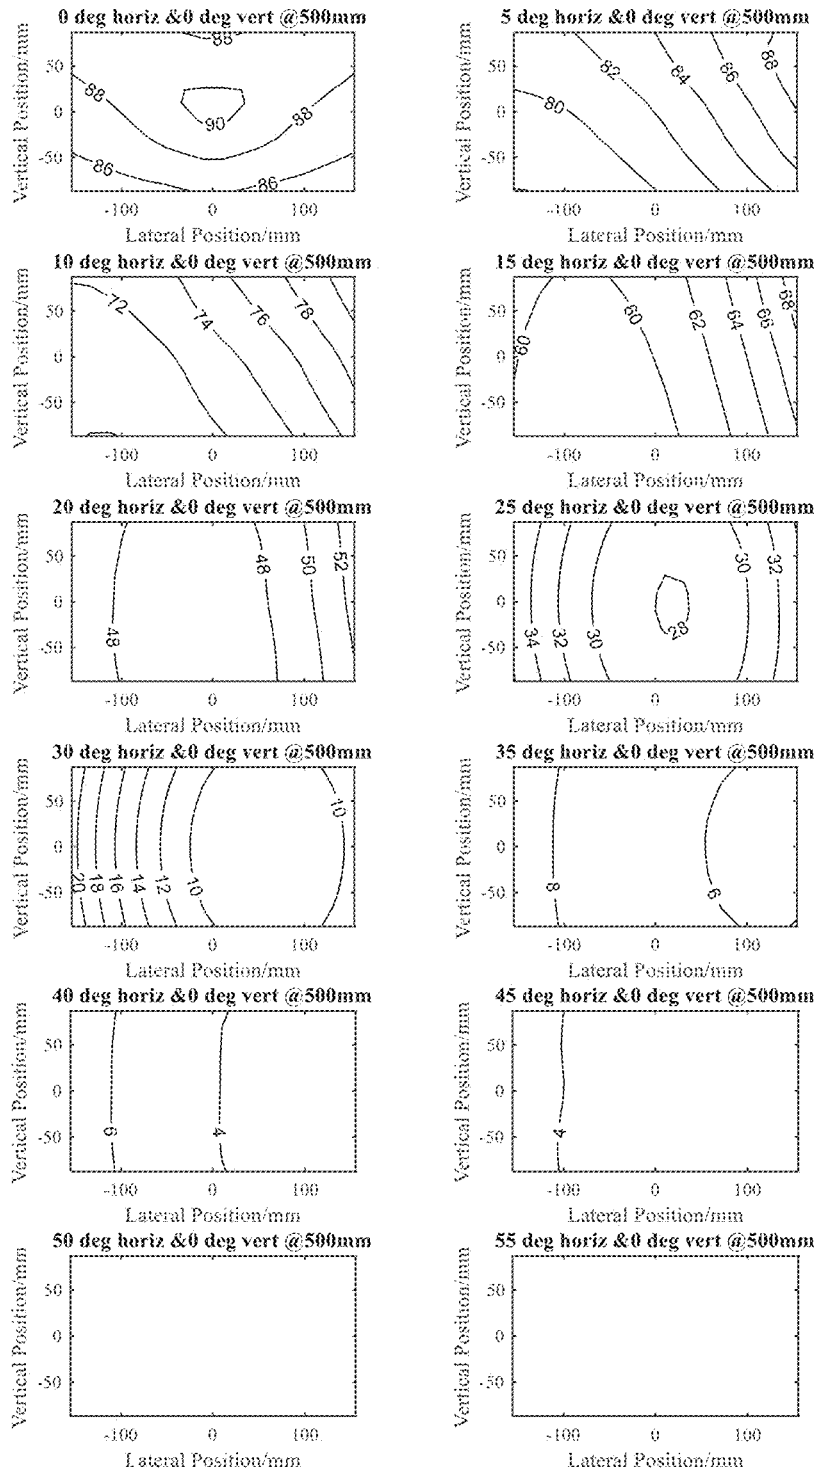 0 deg horiz &0 deg vert @500mm
88
50
88
Vertical Position/mm
0
90
88
-50
86
86
-100 0 100
Lateral Position/mm
5 deg horiz &0 deg vert @500mm
50
82 84 86 88
Vertical Position/mm
0
80
-50
-100 0 100
Lateral Position/mm
10 deg horiz &0 deg vert @500mm
50
72 74 76 78
Vertical Position/mm
0
-50
-100 0 100
Lateral Position/mm
15 deg horiz &0 deg vert @500mm
68
50
60 62 64 66
Vertical Position/mm
0
60
-50
-100 0 100
Lateral Position/mm
20 deg horiz &0 deg vert @500mm
50
48 50 52
Vertical Position/mm
0
48
-50
-100 0 100
Lateral Position/mm
25 deg horiz &0 deg vert @500mm
50
30 32
Vertical Position/mm
0
34 32 30 28
-50
-100 0 100
Lateral Position/mm
30 deg horiz &0 deg vert @500mm
50
10
Vertical Position/mm
0
20 18 16 14 12 10
-50
-100 0 100
Lateral Position/mm
35 deg horiz &0 deg vert @500mm
50
Vertical Position/mm
0
8 6
-50
-100 0 100
Lateral Position/mm
40 deg horiz &0 deg vert @500mm
50
Vertical Position/mm
0
6 4
-50
-100 0 100
Lateral Position/mm
45 deg horiz &0 deg vert @500mm
50
Vertical Position/mm
0
4
-50
-100 0 100
Lateral Position/mm
50 deg horiz &0 deg vert @500mm
50
Vertical Position/mm
0
-50
-100 0 100
Lateral Position/mm
55 deg horiz &0 deg vert @500mm
50
Vertical Position/mm
0
-50
-100 0 100
Lateral Position/mm